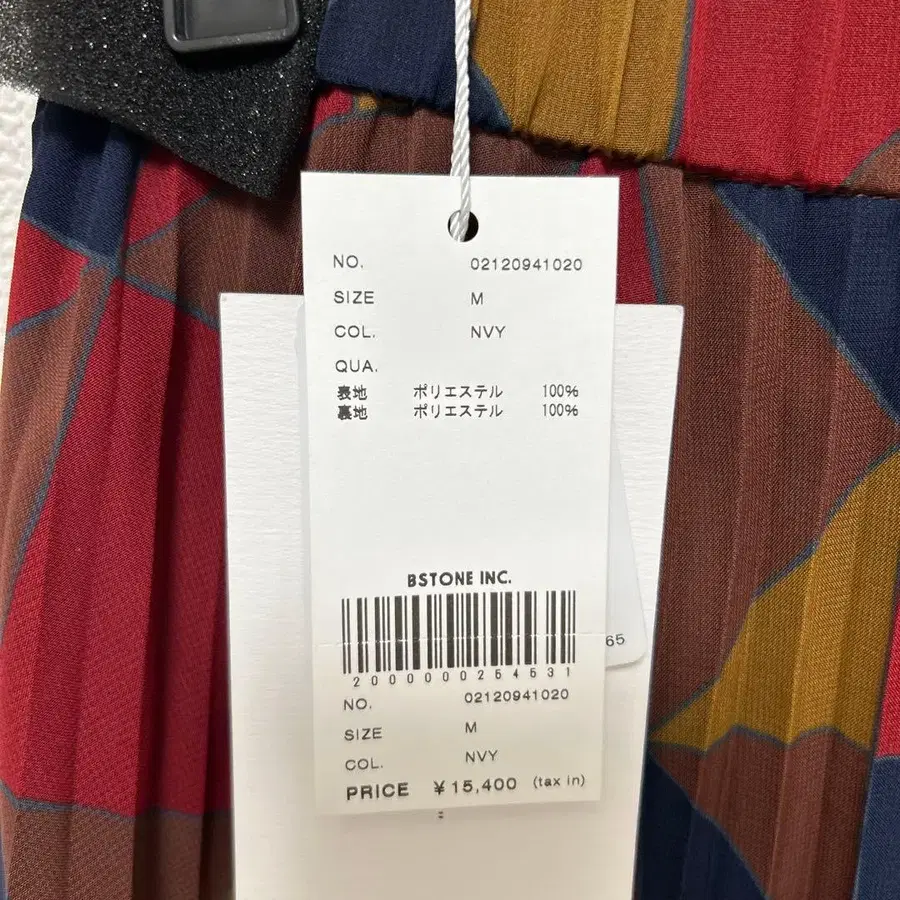 NO. 02120941020
SIZE M
COL. NVY
QUA.
表地 ポリエステル 100%
裏地 ポリエステル 100%
BSTONE INC.
2000000254531
65
NO. 02120941020
SIZE M
COL. NVY
PRICE ¥15,400 (tax in)